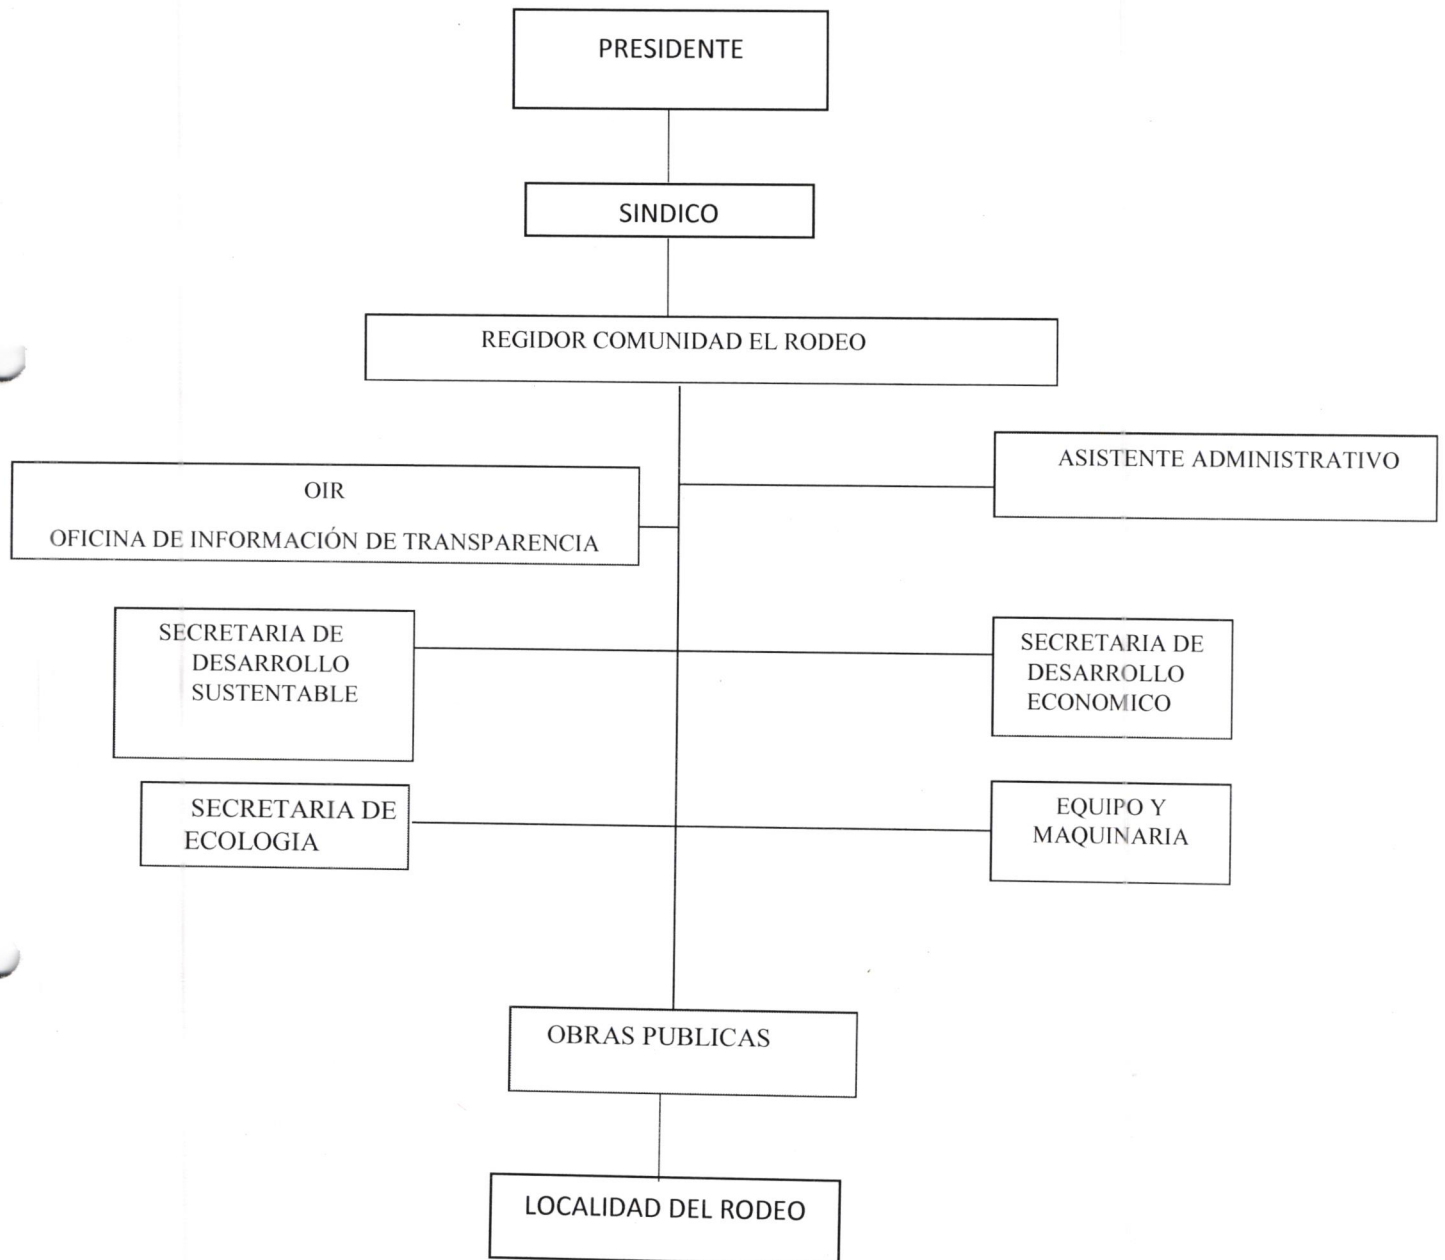 PRESIDENTE
SINDICO
REGIDOR COMUNIDAD EL RODEO
ASISTENTE ADMINISTRATIVO
OIR
OFICINA DE INFORMACIÓN DE TRANSPARENCIA
SECRETARIA DE
DESARROLLO
SUSTENTABLE
SECRETARIA DE
DESARROLLO
ECONOMICO
SECRETARIA DE
ECOLOGIA
EQUIPO Y
MAQUINARIA
OBRAS PUBLICAS
LOCALIDAD DEL RODEO